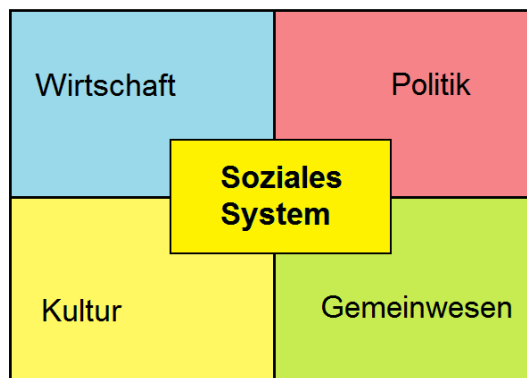 Wirtschaft
Politik
Soziales
System
Kultur
Gemeinwesen